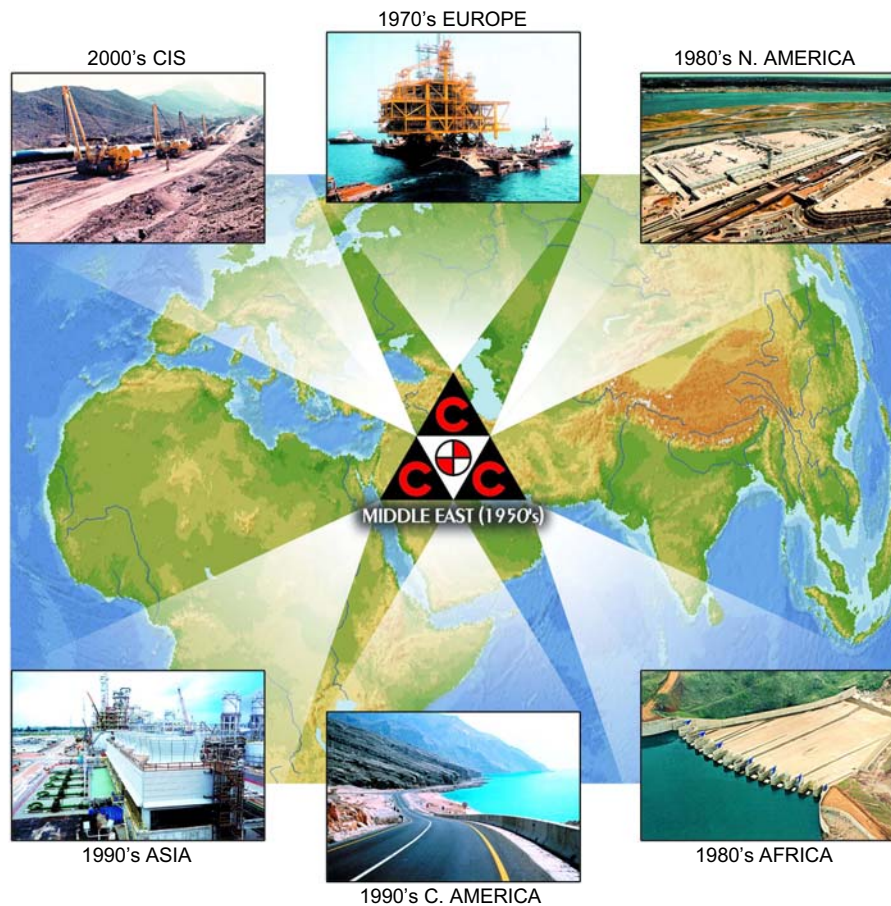 1970's EUROPE
2000's CIS
1980's N. AMERICA
C
C C
MIDDLE EAST (1950's)
1990's ASIA
1980's AFRICA
1990's C. AMERICA